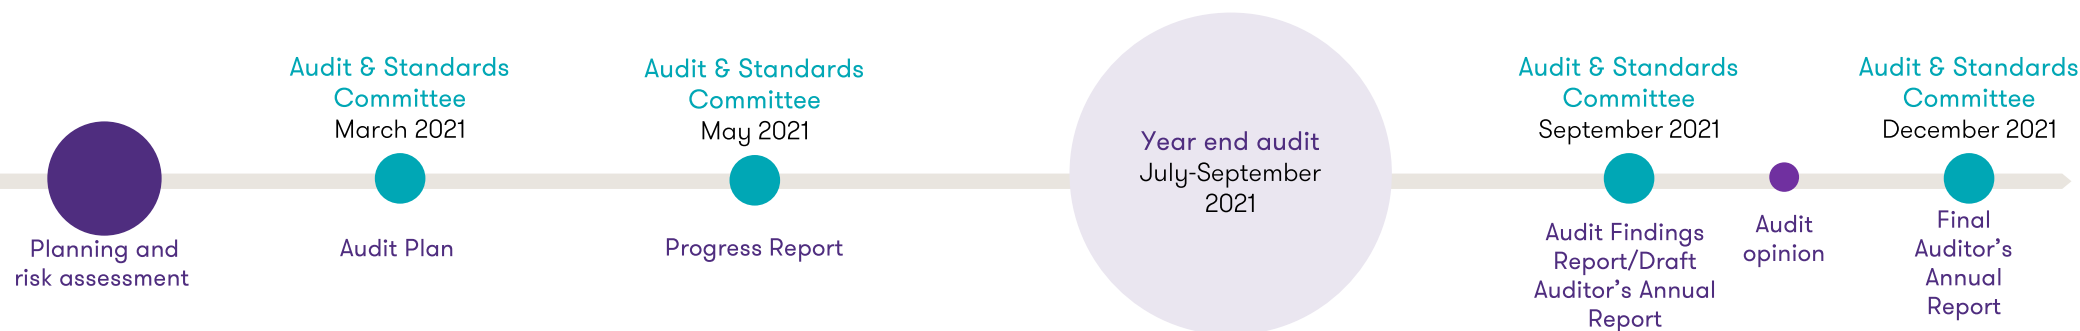 Planning and
risk assessment
Audit & Standards
Committee
March 2021
Audit Plan
Audit & Standards
Committee
May 2021
Progress Report
Year end audit
July-September
2021
Audit & Standards
Committee
September 2021
Audit Findings
Report/Draft
Auditor's Annual
Report
Audit
opinion
Audit & Standards
Committee
December 2021
Final
Auditor's
Annual
Report